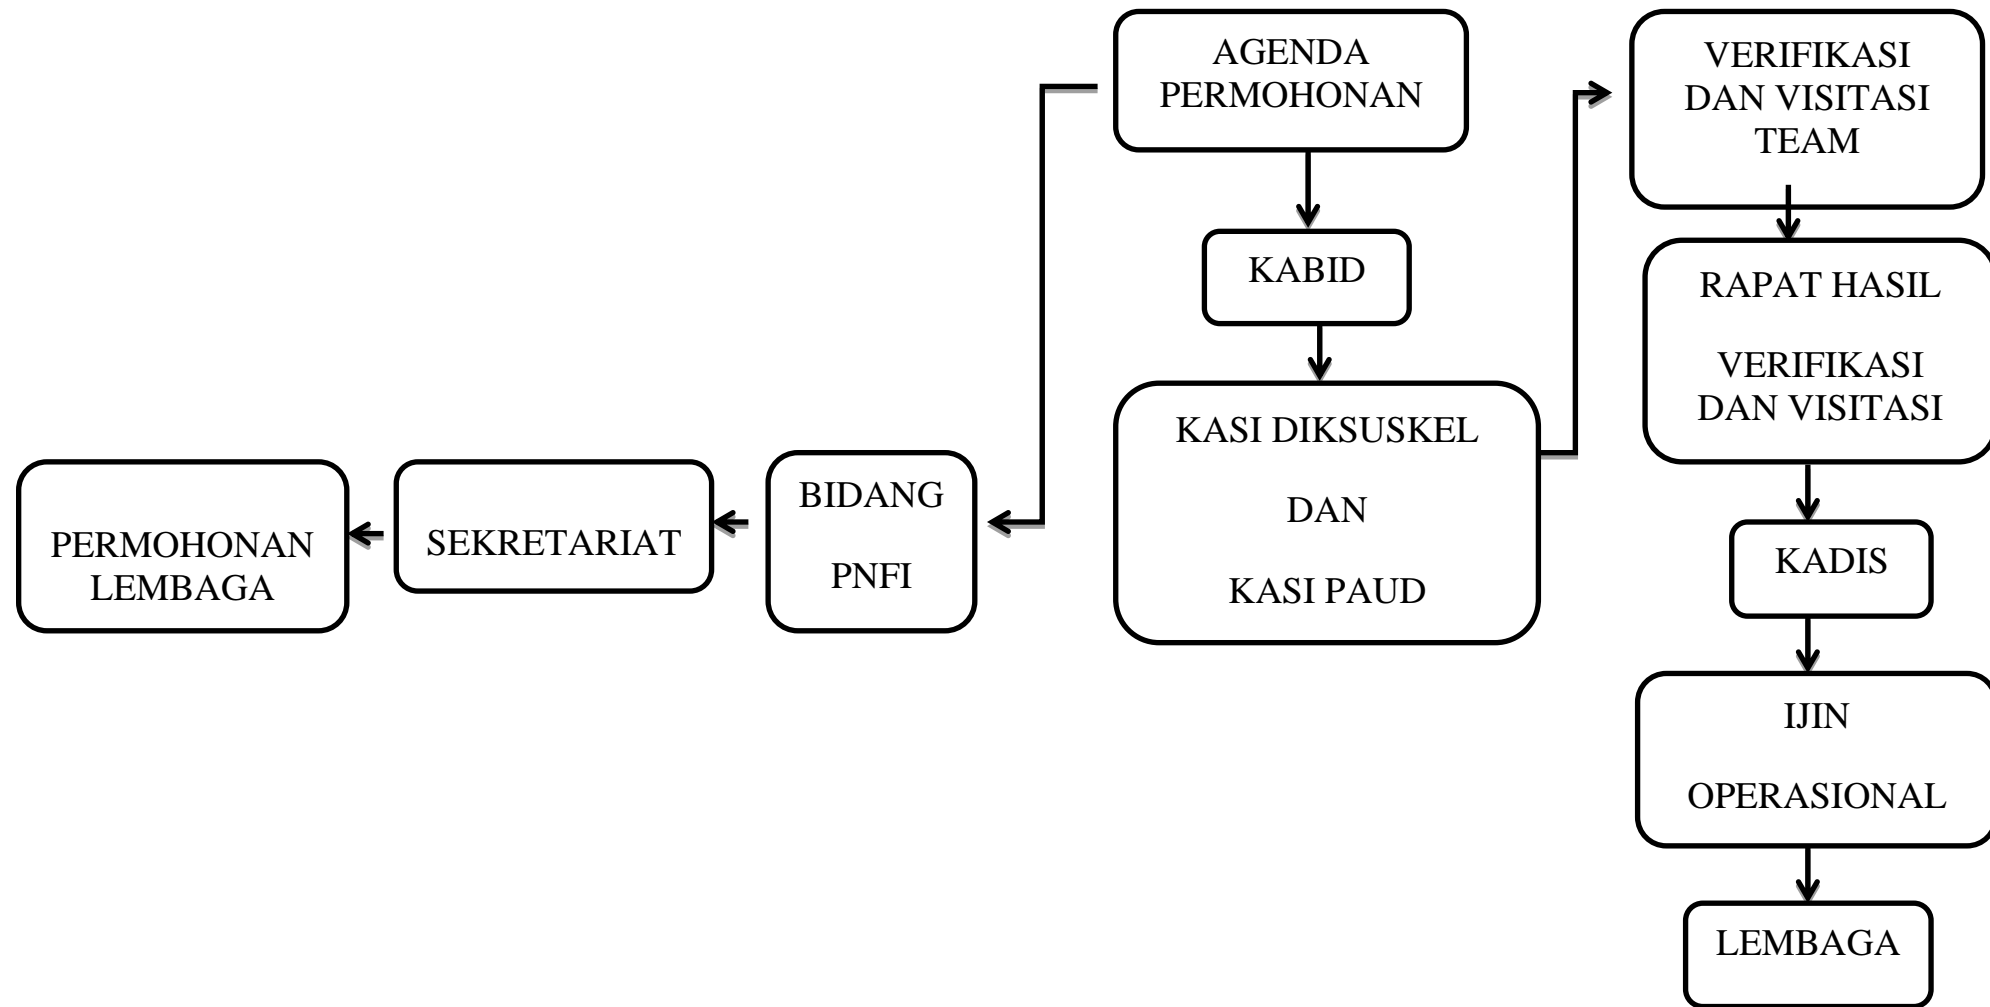 AGENDA
PERMOHONAN
VERIFIKASI
DAN VISITASI
TEAM
KABID
RAPAT HASIL
VERIFIKASI
DAN VISITASI
KASI DIKSUSKEL
DAN
KASI PAUD
BIDANG
PNFI
SEKRETARIAT
PERMOHONAN
LEMBAGA
KADIS
IJIN
OPERASIONAL
LEMBAGA